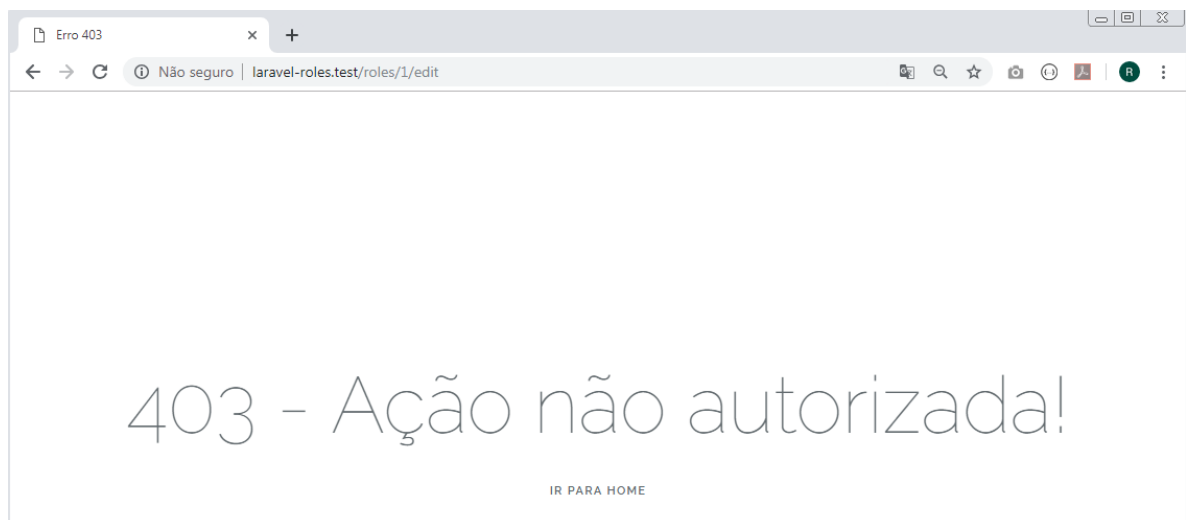 Erro 403
Não seguro | laravel-roles.test/roles/1/edit
R
403 - Ação não autorizada!
IR PARA HOME